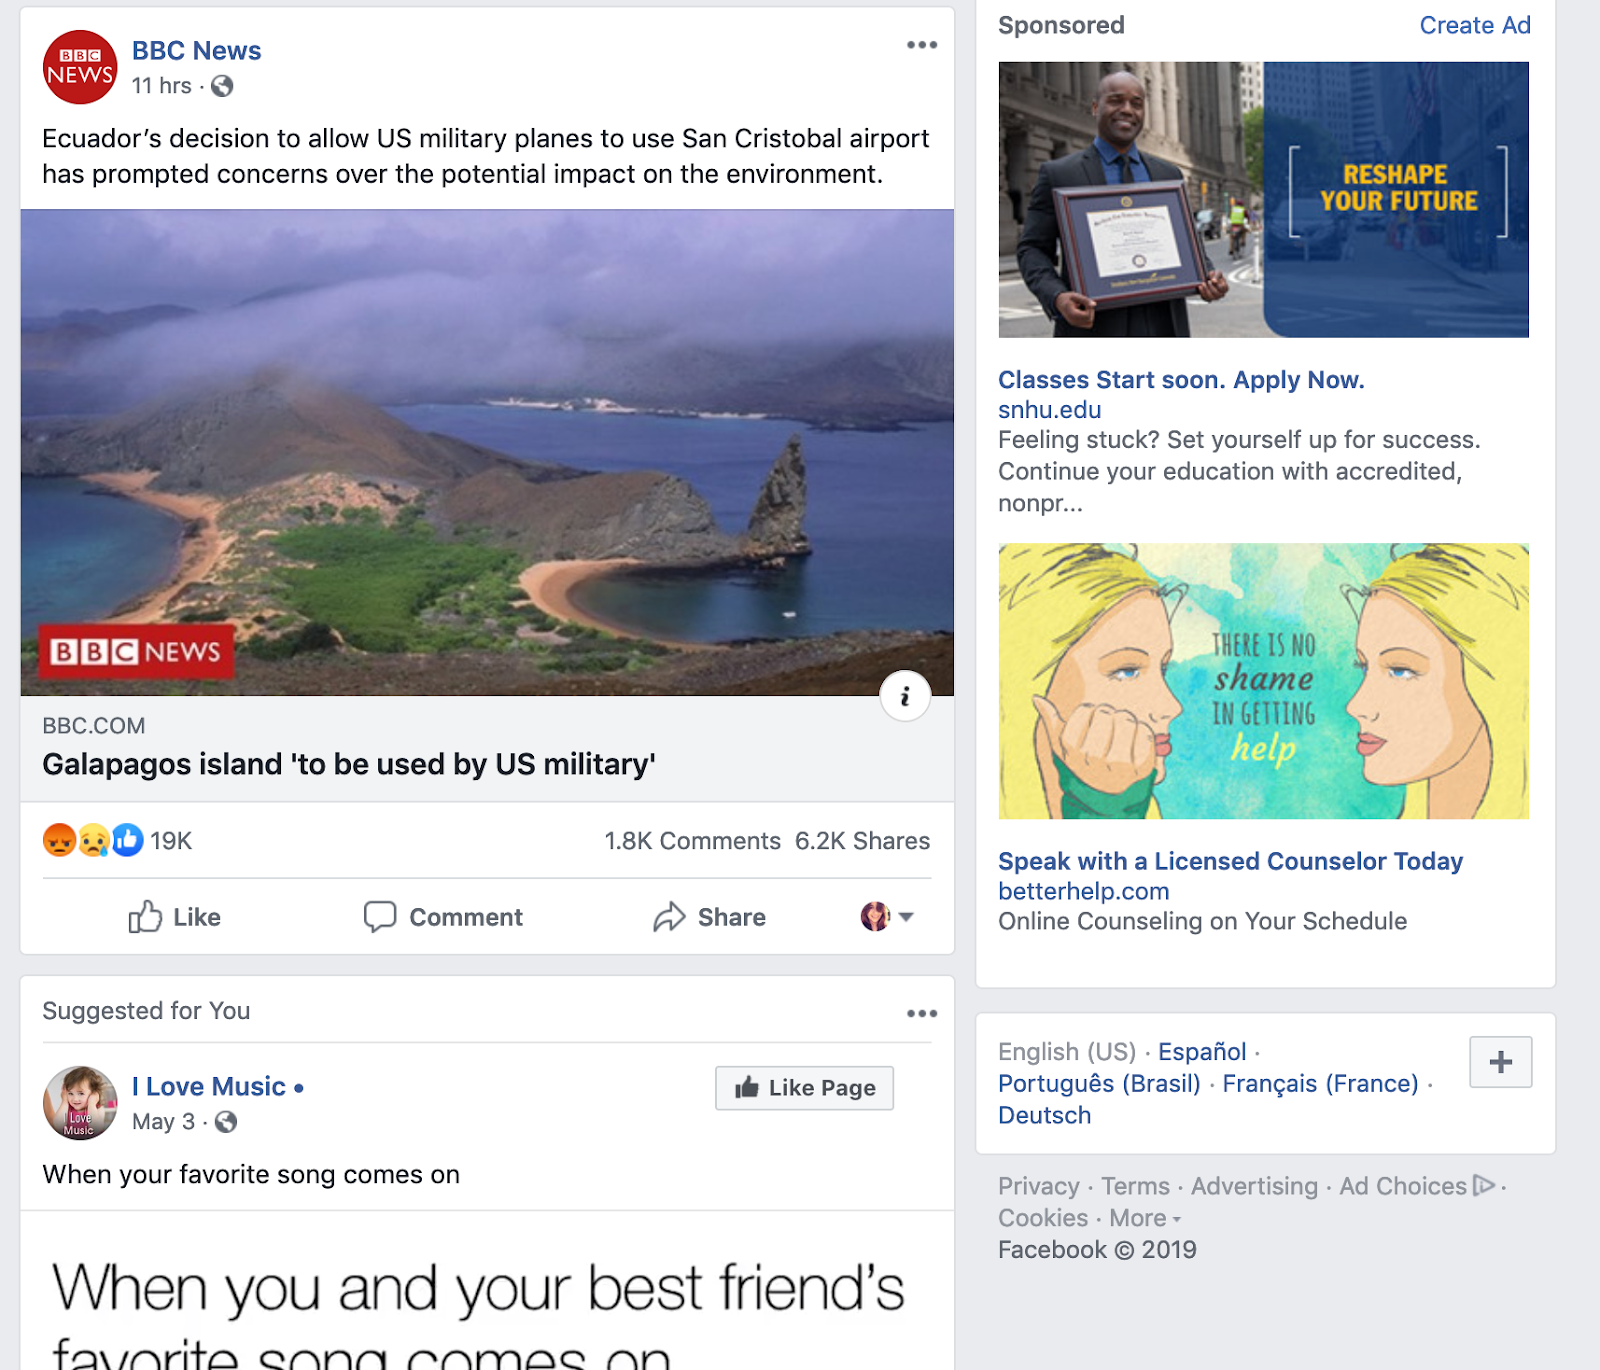 BBC
NEWS
BBC News
11 hrs ·
Ecuador’s decision to allow US military planes to use San Cristobal airport
has prompted concerns over the potential impact on the environment.
BBC NEWS
i
BBC.COM
Galapagos island 'to be used by US military'
19K
1.8K Comments 6.2K Shares
Like Comment Share
Suggested for You
I Love Music •
May 3 ·
Like Page
I Love
Music
When your favorite song comes on
When you and your best friend’s
favorite song comes on
Sponsored Create Ad
RESHAPE
YOUR FUTURE
Classes Start soon. Apply Now.
snhu.edu
Feeling stuck? Set yourself up for success.
Continue your education with accredited,
nonpr...
THERE IS NO
shame
IN GETTING
help
Speak with a Licensed Counselor Today
betterhelp.com
Online Counseling on Your Schedule
English (US) · Español ·
Português (Brasil) · Français (France) ·
Deutsch
Privacy · Terms · Advertising · Ad Choices ·
Cookies · More
Facebook © 2019